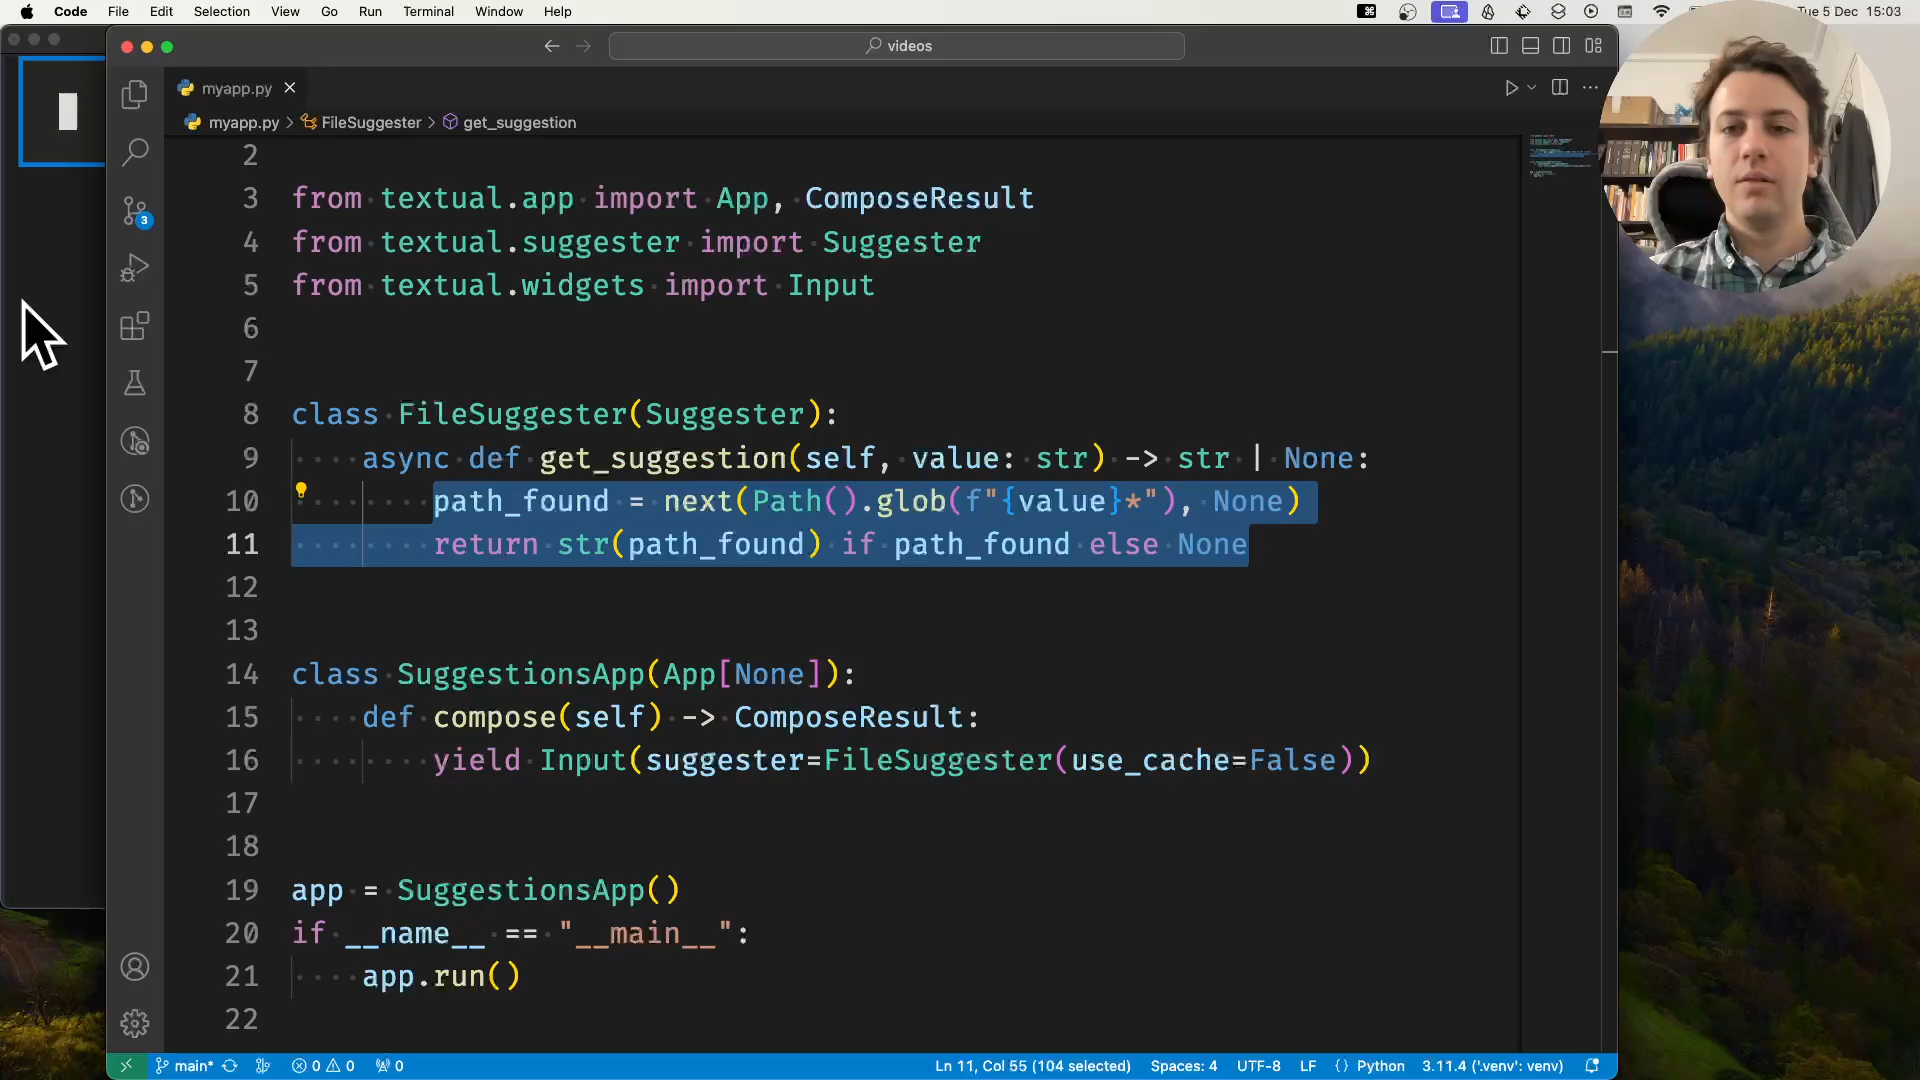 Code File Edit Selection View Go Run Terminal Window Help Tue 5 Dec 15:03
videos
myapp.py
myapp.py > FileSuggester > get_suggestion
2
3 from textual.app import App, ComposeResult
4 from textual.suggester import Suggester
5 from textual.widgets import Input
6
7
8 class FileSuggester(Suggester):
9 async def get_suggestion(self, value: str) -> str | None:
10 path_found = next(Path().glob(f"{value}*"), None)
11 return str(path_found) if path_found else None
12
13
14 class SuggestionsApp(App[None]):
15 def compose(self) -> ComposeResult:
16 yield Input(suggester=FileSuggester(use_cache=False))
17
18
19 app = SuggestionsApp()
20 if __name__ == "__main__":
21 app.run()
22
3
main* 0 0 0 Ln 11, Col 55 (104 selected) Spaces: 4 UTF-8 LF {} Python 3.11.4 ('.venv': venv)